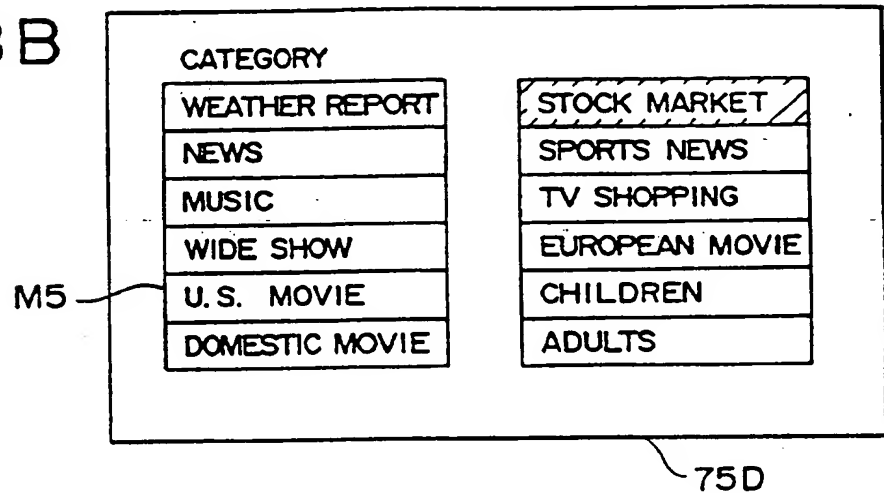 B
CATEGORY
WEATHER REPORT
NEWS
MUSIC
WIDE SHOW
U.S. MOVIE
DOMESTIC MOVIE
STOCK MARKET
SPORTS NEWS
TV SHOPPING
EUROPEAN MOVIE
CHILDREN
ADULTS
M5
75D